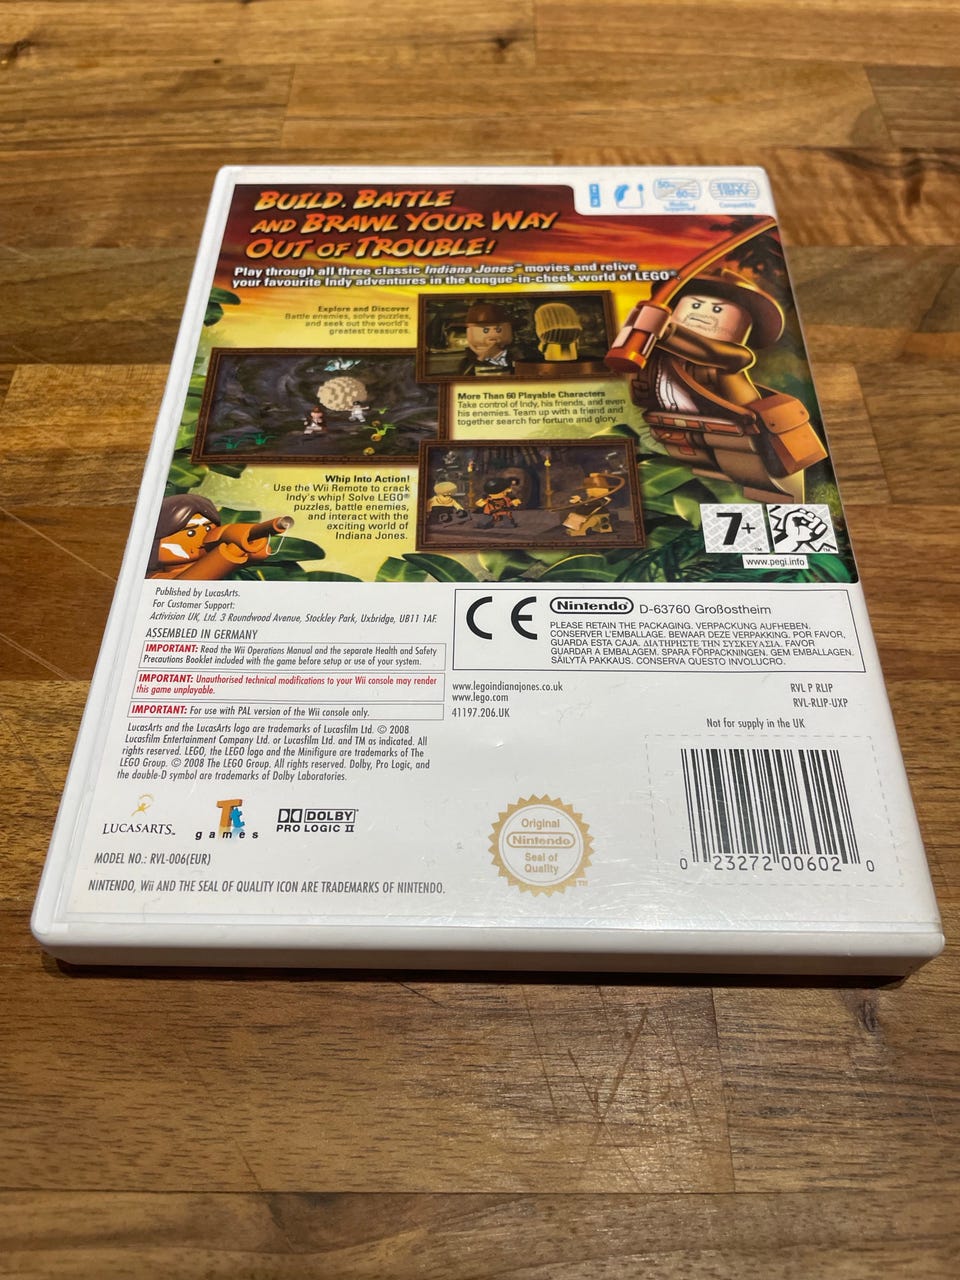 BUILD, BATTLE
AND BRAWL YOUR WAY
OUT OF TROUBLE!
Play through all three classic Indiana Jones™ movies and relive
your favourite Indy adventures in the tongue-in-cheek world of LEGO®.
Explore and Discover
Battle enemies, solve puzzles,
and seek out the world's
greatest treasures.
More Than 60 Playable Characters
Take control of Indy, his friends, and even
his enemies. Team up with a friend and
together search for fortune and glory.
Whip Into Action!
Use the Wii Remote to crack
Indy's whip! Solve LEGO®
puzzles, battle enemies,
and interact with the
exciting world of
Indiana Jones.
50Hz
60Hz
Modes
Supported
Compatible
7+™
™
www.pegi.info
Published by LucasArts.
For Customer Support:
Activision UK, Ltd. 3 Roundwood Avenue, Stockley Park, Uxbridge, UB11 1AF.
ASSEMBLED IN GERMANY
IMPORTANT: Read the Wii Operations Manual and the separate Health and Safety
Precautions Booklet included with the game before setup or use of your system.
IMPORTANT: Unauthorised technical modifications to your Wii console may render
this game unplayable.
IMPORTANT: For use with PAL version of the Wii console only.
LucasArts and the LucasArts logo are trademarks of Lucasfilm Ltd. © 2008
Lucasfilm Entertainment Company Ltd. or Lucasfilm Ltd. and TM as indicated. All
rights reserved. LEGO, the LEGO logo and the Minifigure are trademarks of The
LEGO Group. © 2008 The LEGO Group. All rights reserved. Dolby, Pro Logic, and
the double-D symbol are trademarks of Dolby Laboratories.
CE
Nintendo D-63760 Großostheim
PLEASE RETAIN THE PACKAGING. VERPACKUNG AUFHEBEN.
CONSERVER L'EMBALLAGE. BEWAAR DEZE VERPAKKING. POR FAVOR,
GUARDA ESTA CAJA. ΔΙΑΤΗΡΗΣΤΕ ΤΗΝ ΣΥΣΚΕΥΑΣΙΑ. FAVOR
GUARDAR A EMBALAGEM. SPARA FÖRPACKNINGEN. GEM EMBALLAGEN.
SÄILYTÄ PAKKAUS. CONSERVA QUESTO INVOLUCRO.
www.legoindianajones.co.uk
www.lego.com
41197.206.UK
RVL P RLIP
RVL-RLIP-UXP
Not for supply in the UK
LUCASARTS™
Tt
games
DOLBY®
PRO LOGIC II
Original
Nintendo
Seal of
Quality
™
0 23272 00602 0
MODEL NO.: RVL-006(EUR)
NINTENDO, Wii AND THE SEAL OF QUALITY ICON ARE TRADEMARKS OF NINTENDO.